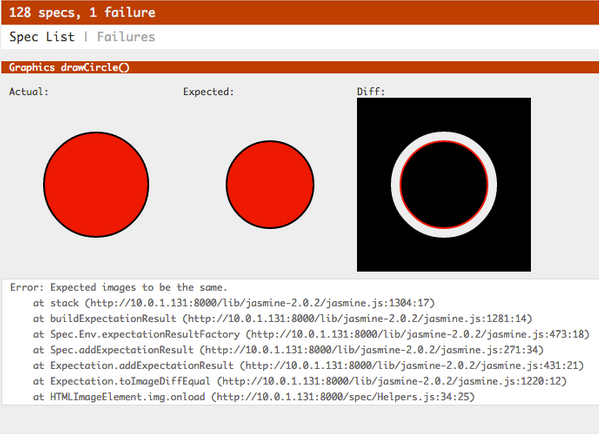 128 specs, 1 failure
Spec List | Failures
Graphics drawCircle()
Actual: Expected: Diff:
Error: Expected images to be the same.
at stack (http://10.0.1.131:8000/lib/jasmine-2.0.2/jasmine.js:1304:17)
at buildExpectationResult (http://10.0.1.131:8000/lib/jasmine-2.0.2/jasmine.js:1281:14)
at Spec.Env.expectationResultFactory (http://10.0.1.131:8000/lib/jasmine-2.0.2/jasmine.js:473:18)
at Spec.addExpectationResult (http://10.0.1.131:8000/lib/jasmine-2.0.2/jasmine.js:271:34)
at Expectation.addExpectationResult (http://10.0.1.131:8000/lib/jasmine-2.0.2/jasmine.js:431:21)
at Expectation.toImageDiffEqual (http://10.0.1.131:8000/lib/jasmine-2.0.2/jasmine.js:1220:12)
at HTMLImageElement.img.onload (http://10.0.1.131:8000/spec/Helpers.js:34:25)